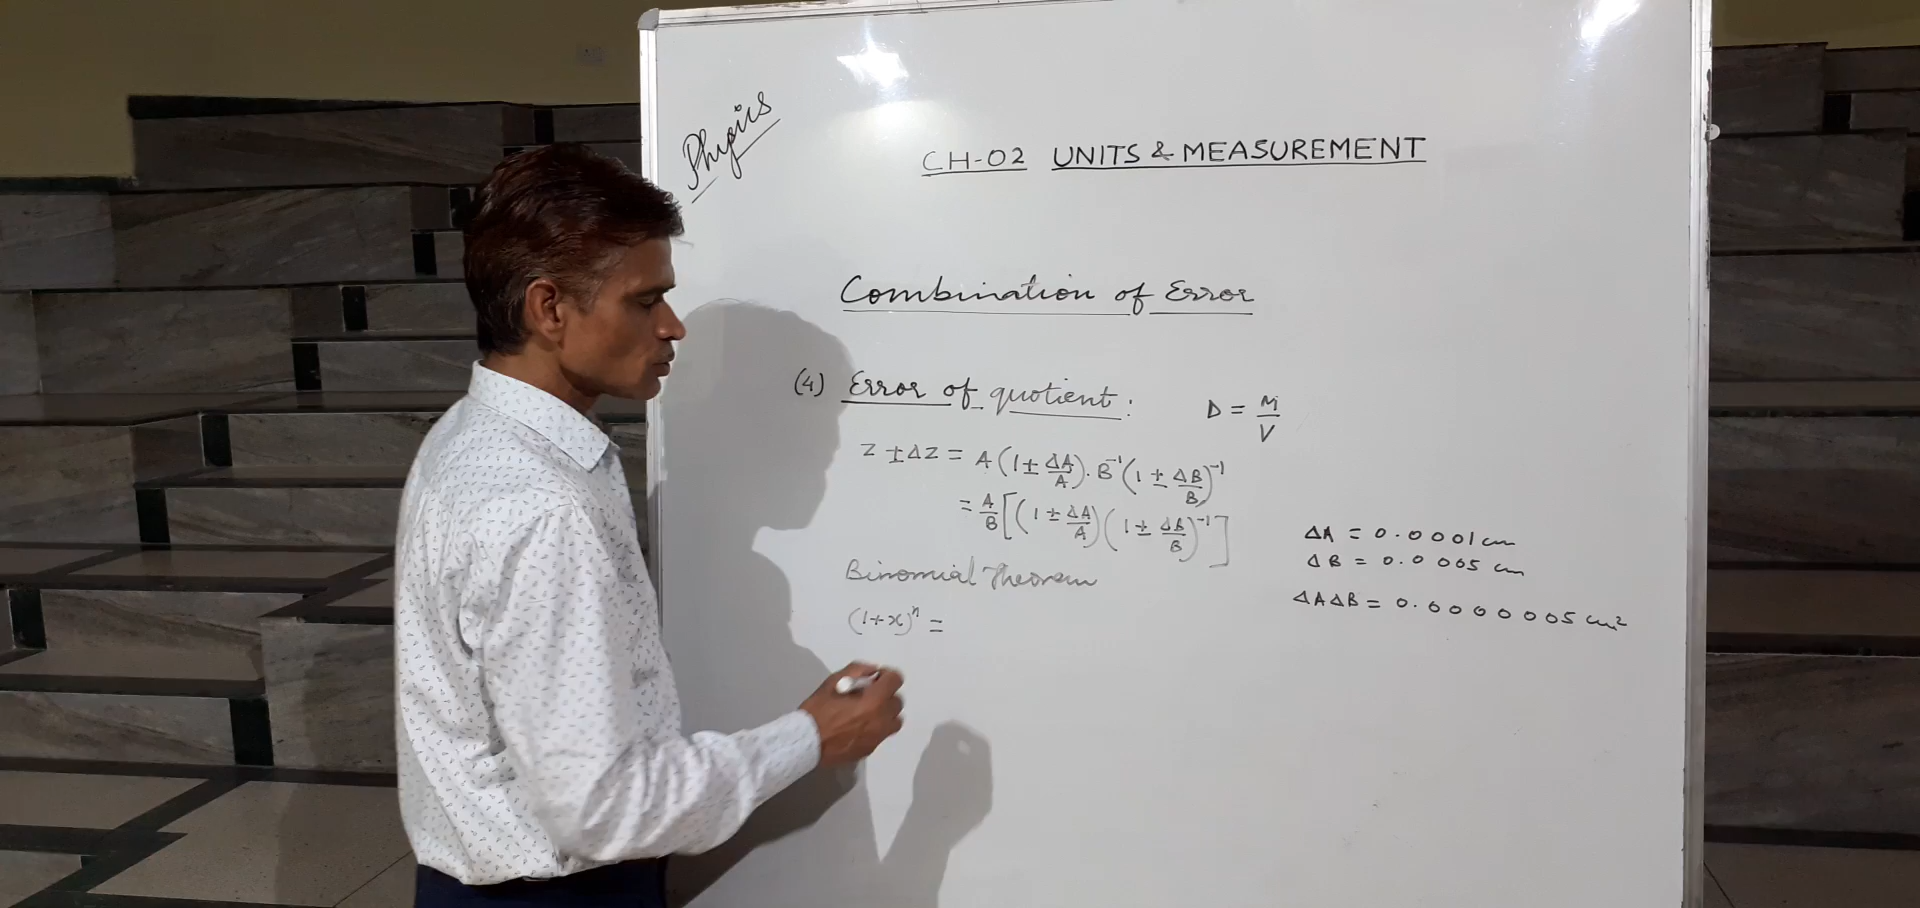 Physics
CH-02 UNITS & MEASUREMENT
Combination of Error
(4) Error of quotient :
D = M/V
Z ± ΔZ = A (1 ± ΔA/A) . B⁻¹ (1 ± ΔB/B)⁻¹
= A/B [(1 ± ΔA/A) (1 ± ΔB/B)⁻¹]
Binomial Theorem
(1+x)ⁿ =
ΔA = 0.0001 cm
ΔB = 0.0005 cm
ΔAΔB = 0.00000005 cm²